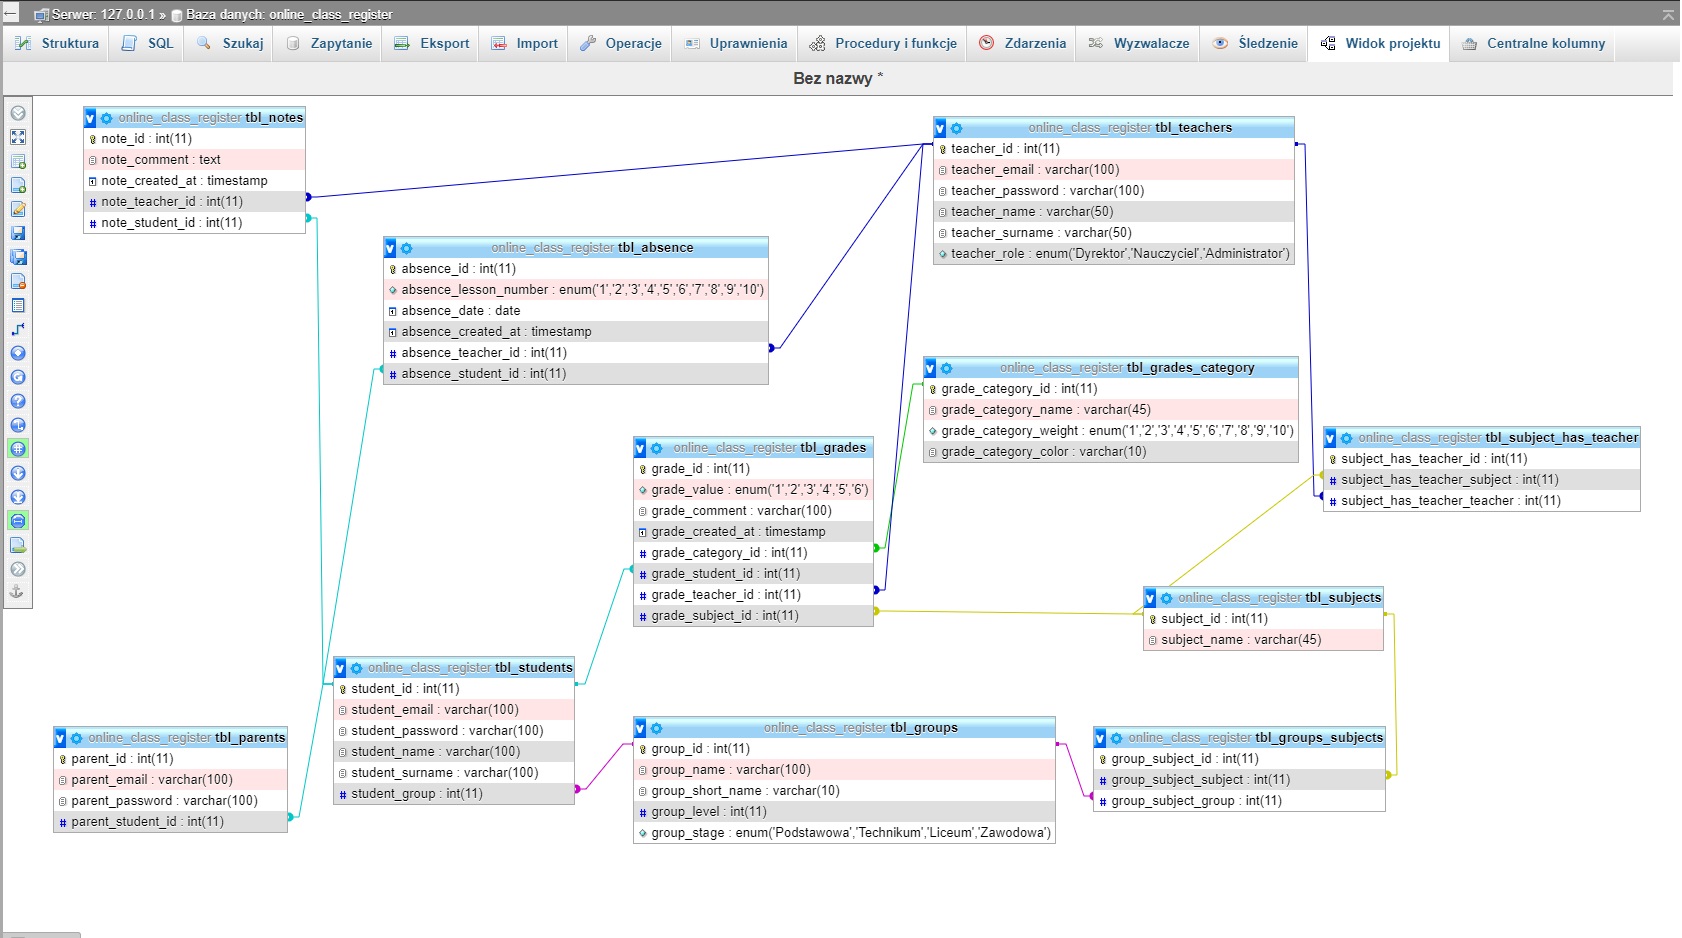 Serwer: 127.0.0.1 » Baza danych: online_class_register
Struktura SQL Szukaj Zapytanie Eksport Import Operacje Uprawnienia Procedury i funkcje Zdarzenia Wyzwalacze Śledzenie Widok projektu Centralne kolumny
Bez nazwy *
online_class_register tbl_notes
note_id : int(11)
note_comment : text
note_created_at : timestamp
note_teacher_id : int(11)
note_student_id : int(11)
online_class_register tbl_teachers
teacher_id : int(11)
teacher_email : varchar(100)
teacher_password : varchar(100)
teacher_name : varchar(50)
teacher_surname : varchar(50)
teacher_role : enum('Dyrektor','Nauczyciel','Administrator')
online_class_register tbl_absence
absence_id : int(11)
absence_lesson_number : enum('1','2','3','4','5','6','7','8','9','10')
absence_date : date
absence_created_at : timestamp
absence_teacher_id : int(11)
absence_student_id : int(11)
online_class_register tbl_grades_category
grade_category_id : int(11)
grade_category_name : varchar(45)
grade_category_weight : enum('1','2','3','4','5','6','7','8','9','10')
grade_category_color : varchar(10)
online_class_register tbl_subject_has_teacher
subject_has_teacher_id : int(11)
subject_has_teacher_subject : int(11)
subject_has_teacher_teacher : int(11)
online_class_register tbl_grades
grade_id : int(11)
grade_value : enum('1','2','3','4','5','6')
grade_comment : varchar(100)
grade_created_at : timestamp
grade_category_id : int(11)
grade_student_id : int(11)
grade_teacher_id : int(11)
grade_subject_id : int(11)
online_class_register tbl_subjects
subject_id : int(11)
subject_name : varchar(45)
online_class_register tbl_students
student_id : int(11)
student_email : varchar(100)
student_password : varchar(100)
student_name : varchar(100)
student_surname : varchar(100)
student_group : int(11)
online_class_register tbl_parents
parent_id : int(11)
parent_email : varchar(100)
parent_password : varchar(100)
parent_student_id : int(11)
online_class_register tbl_groups
group_id : int(11)
group_name : varchar(100)
group_short_name : varchar(10)
group_level : int(11)
group_stage : enum('Podstawowa','Technikum','Liceum','Zawodowa')
online_class_register tbl_groups_subjects
group_subject_id : int(11)
group_subject_subject : int(11)
group_subject_group : int(11)